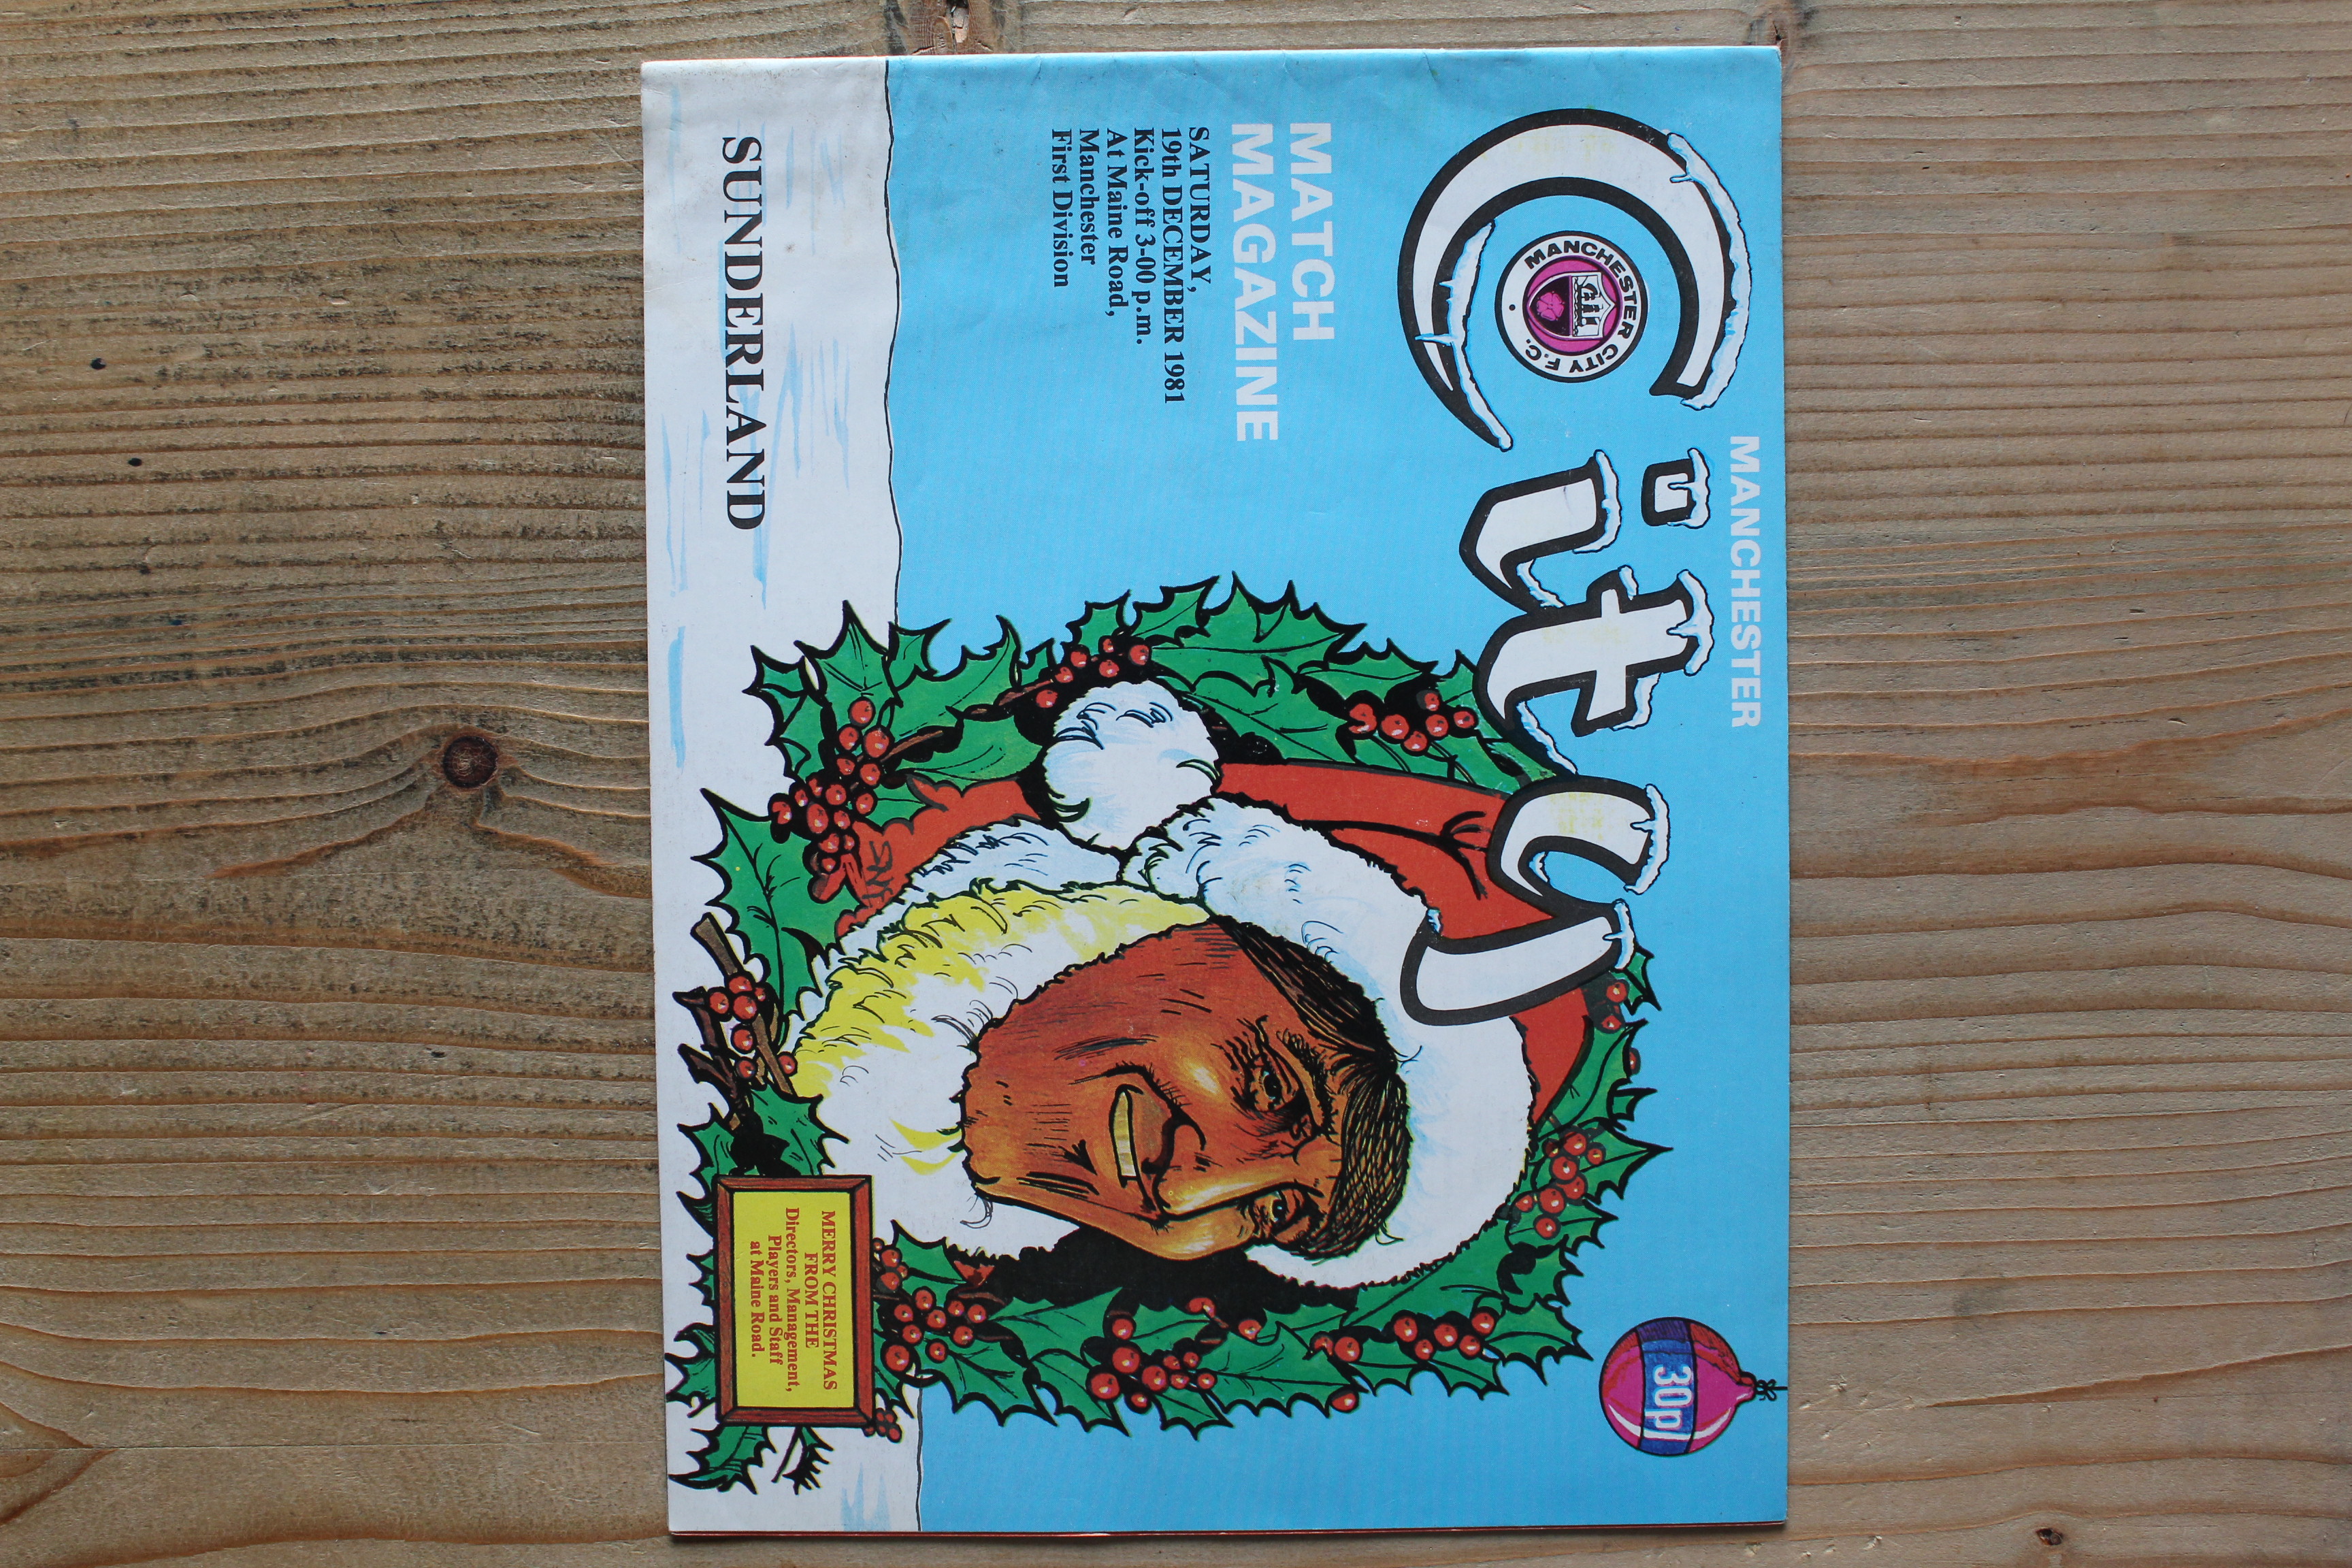 MANCHESTER
City
MANCHESTER CITY F.C.
30p
MATCH
MAGAZINE
SATURDAY,
19th DECEMBER 1981
Kick-off 3-00 p.m.
At Maine Road,
Manchester
First Division
SUNDERLAND
MERRY CHRISTMAS
FROM THE
Directors, Management,
Players and Staff
at Maine Road.